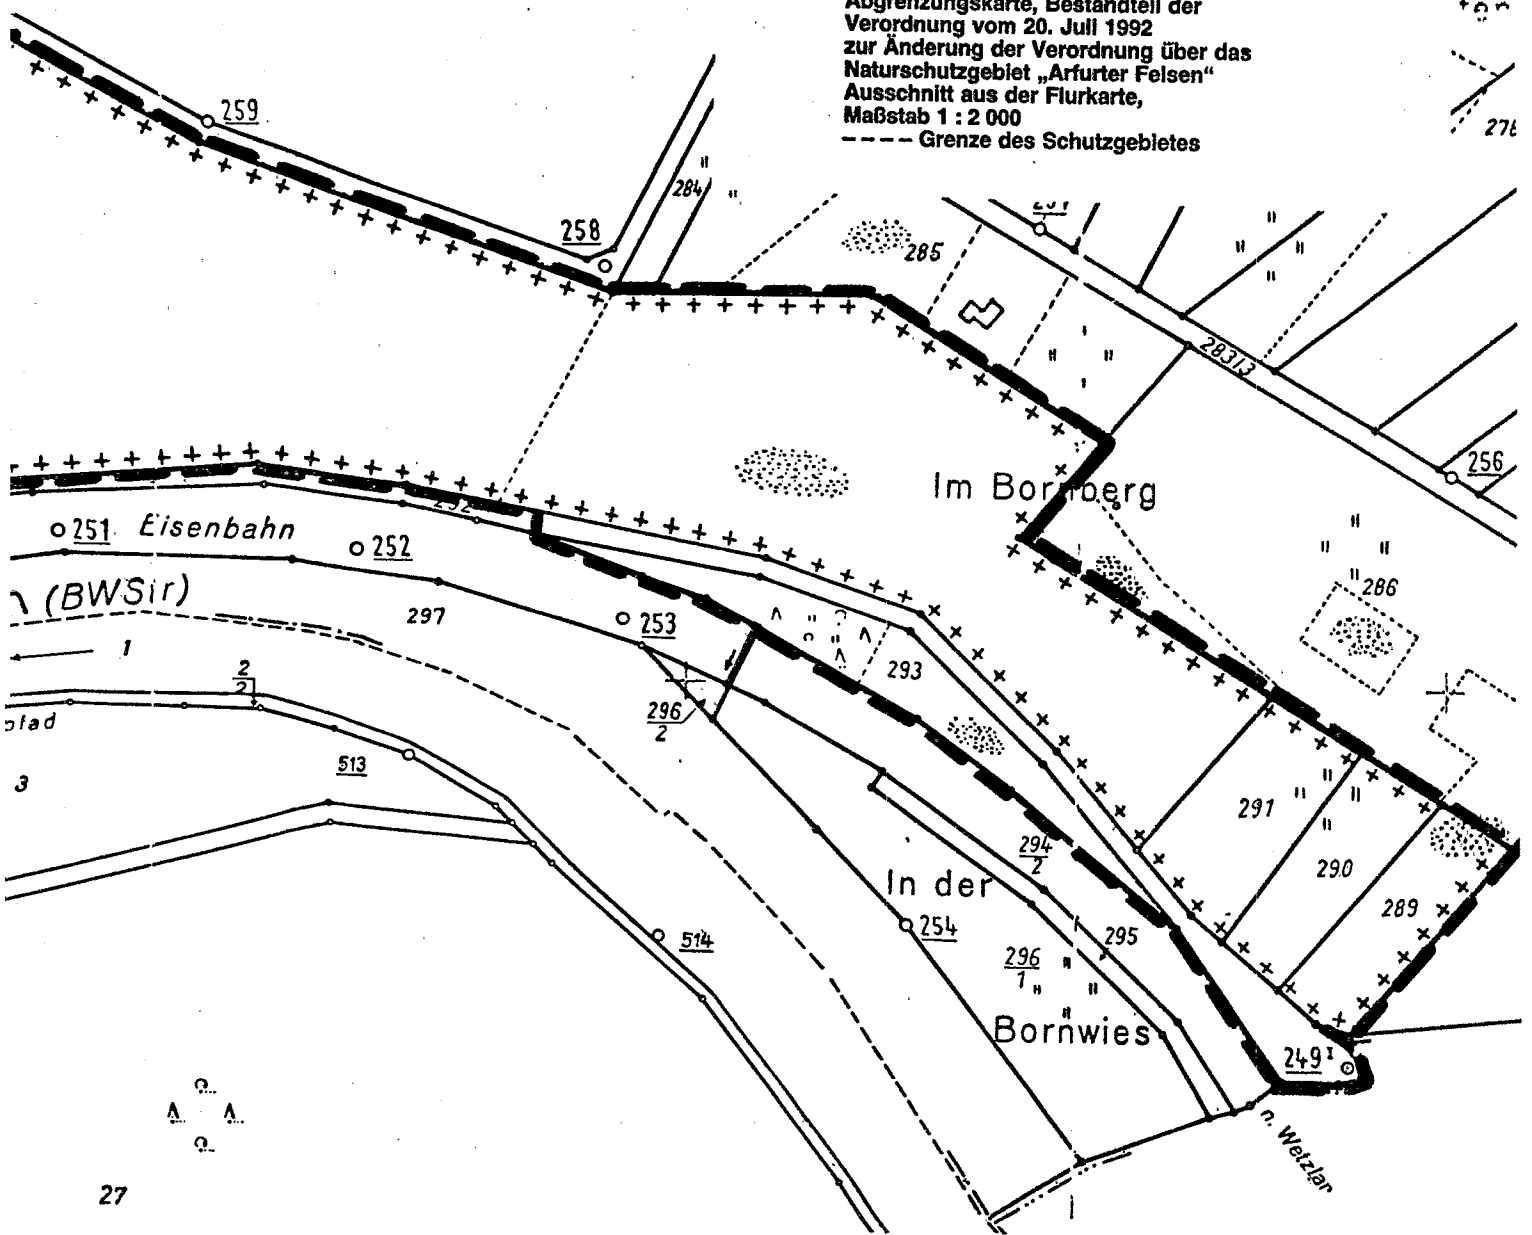 Abgrenzungskarte, Bestandteil der
Verordnung vom 20. Juli 1992
zur Änderung der Verordnung über das
Naturschutzgebiet „Arfurter Felsen“
Ausschnitt aus der Flurkarte,
Maßstab 1 : 2 000
---- Grenze des Schutzgebietes
259
258
284
285
283/3
256
Im Bornberg
286
251 Eisenbahn
252
292
(BWStr)
297
253
1
2
2
293
296
2
513
3
291
290
289
294
2
In der
254
295
514
296
1
Bornwies
249 I
n. Wetzlar
27